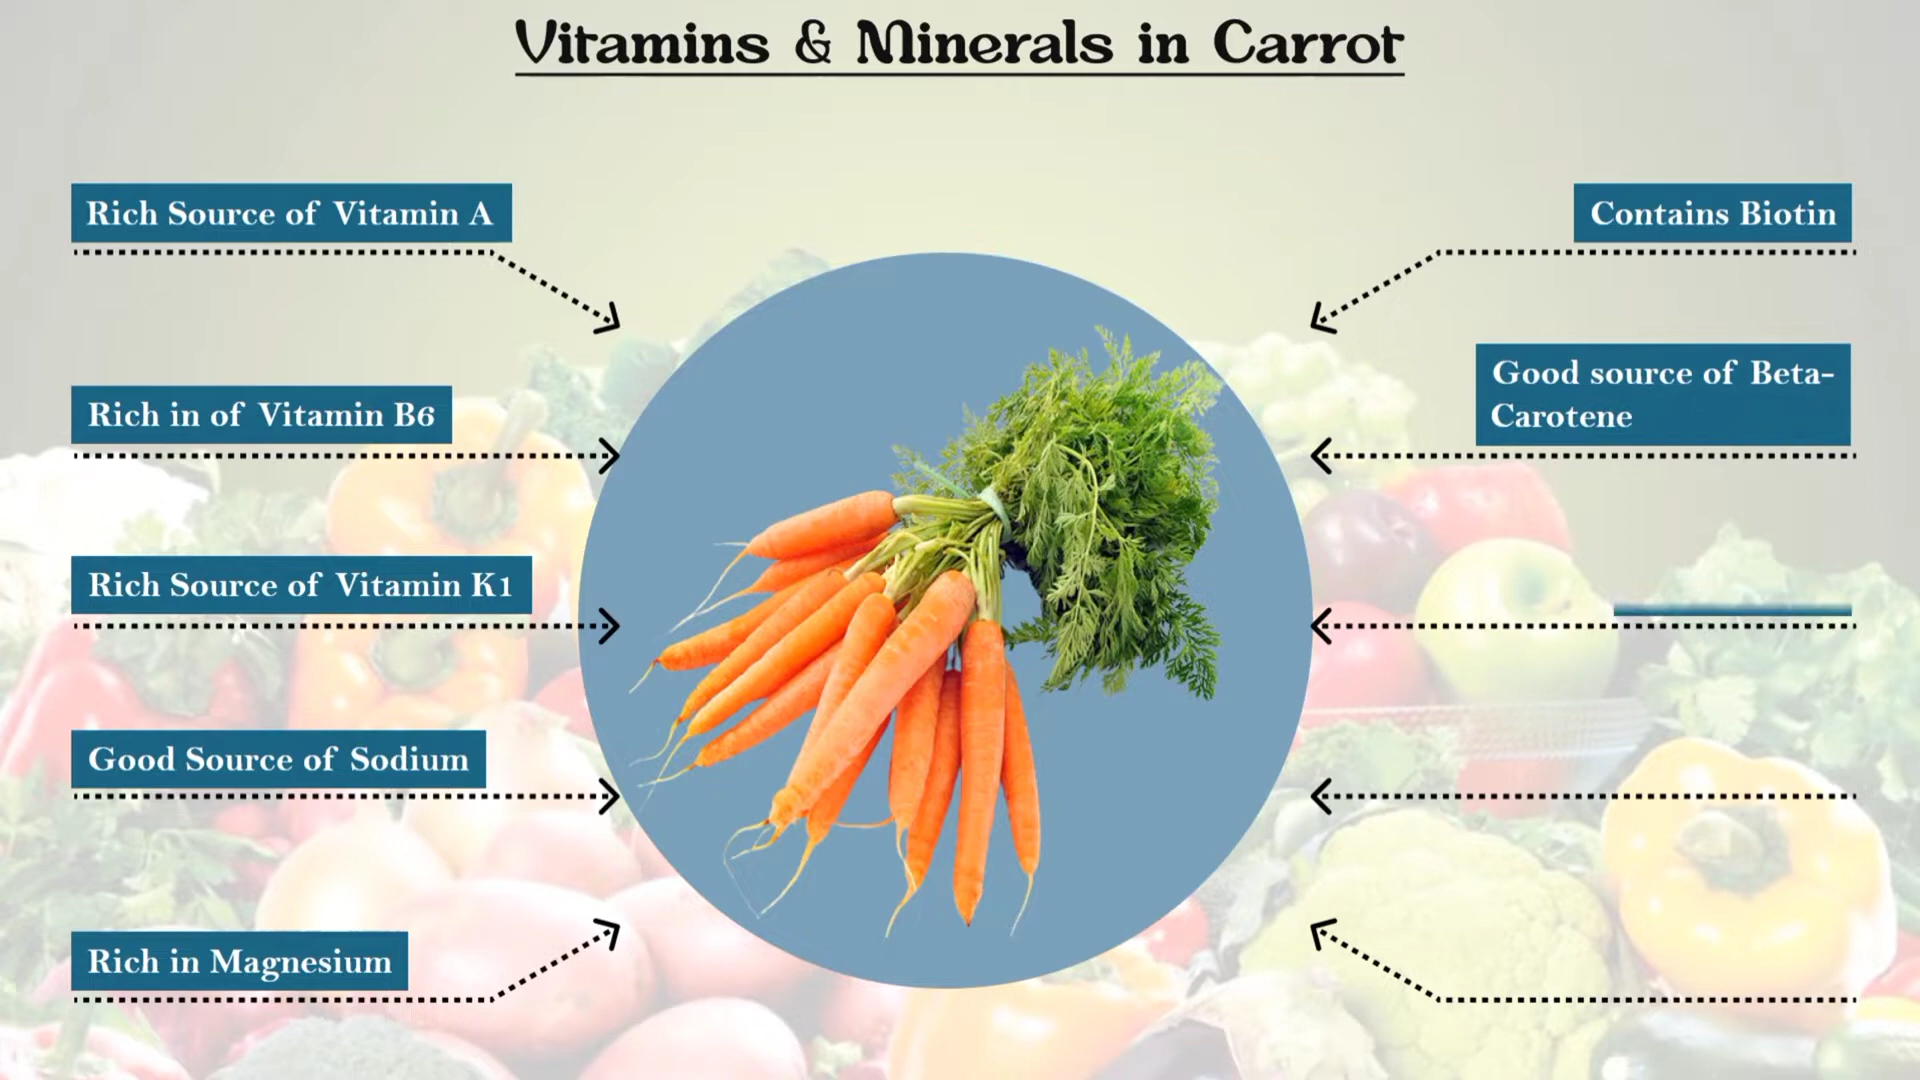 Vitamins & Minerals in Carrot
Rich Source of Vitamin A
Rich in of Vitamin B6
Rich Source of Vitamin K1
Good Source of Sodium
Rich in Magnesium
Contains Biotin
Good source of Beta-
Carotene